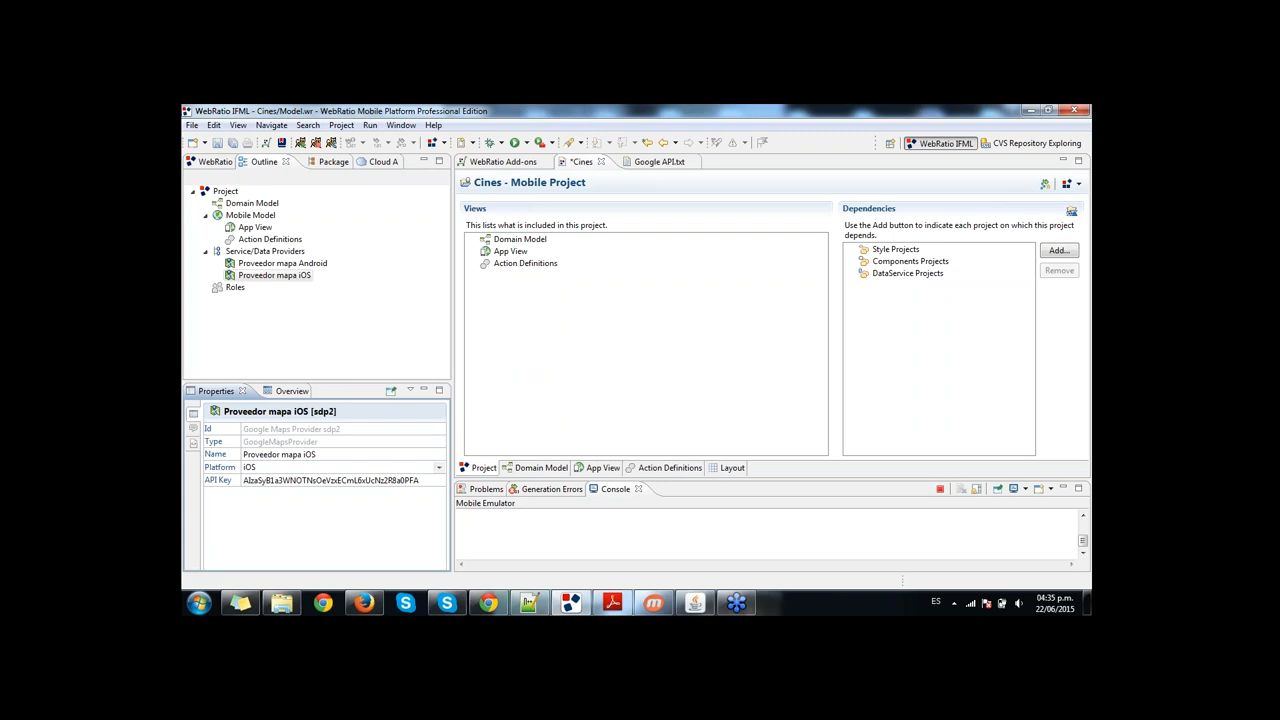 WebRatio IFML - Cines/Model.wr - WebRatio Mobile Platform Professional Edition
File Edit View Navigate Search Project Run Window Help
WebRatio IFML CVS Repository Exploring
WebRatio Outline Package Cloud A
WebRatio Add-ons *Cines Google API.txt
Project
Domain Model
Mobile Model
App View
Action Definitions
Service/Data Providers
Proveedor mapa Android
Proveedor mapa iOS
Roles
Cines - Mobile Project
Views
This lists what is included in this project.
Domain Model
App View
Action Definitions
Dependencies
Use the Add button to indicate each project on which this project
depends.
Style Projects
Components Projects
DataService Projects
Add...
Remove
Project Domain Model App View Action Definitions Layout
Properties Overview
Proveedor mapa iOS [sdp2]
Id Google Maps Provider sdp2
Type GoogleMapsProvider
Name Proveedor mapa iOS
Platform iOS
API Key
Problems Generation Errors Console
Mobile Emulator
ES
04:35 p.m.
22/06/2015